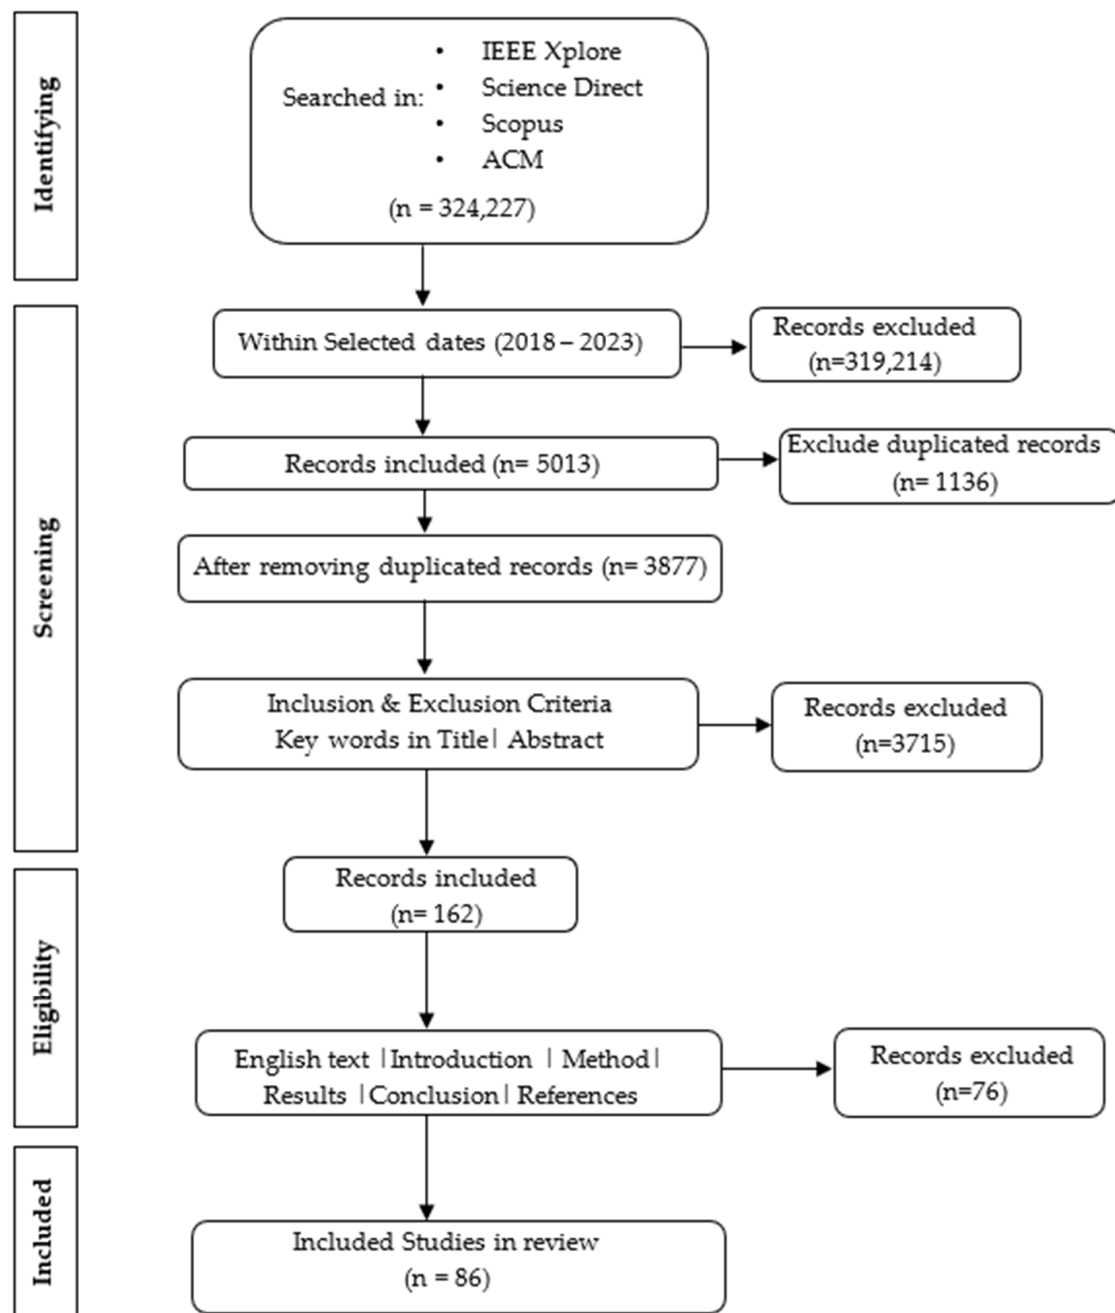 Identifying
Searched in:
• IEEE Xplore
• Science Direct
• Scopus
• ACM
(n = 324,227)
Screening
Within Selected dates (2018 – 2023)
Records excluded
(n=319,214)
Records included (n= 5013)
Exclude duplicated records
(n= 1136)
After removing duplicated records (n= 3877)
Inclusion & Exclusion Criteria
Key words in Title| Abstract
Records excluded
(n=3715)
Eligibility
Records included
(n= 162)
English text |Introduction | Method|
Results |Conclusion| References
Records excluded
(n=76)
Included
Included Studies in review
(n = 86)